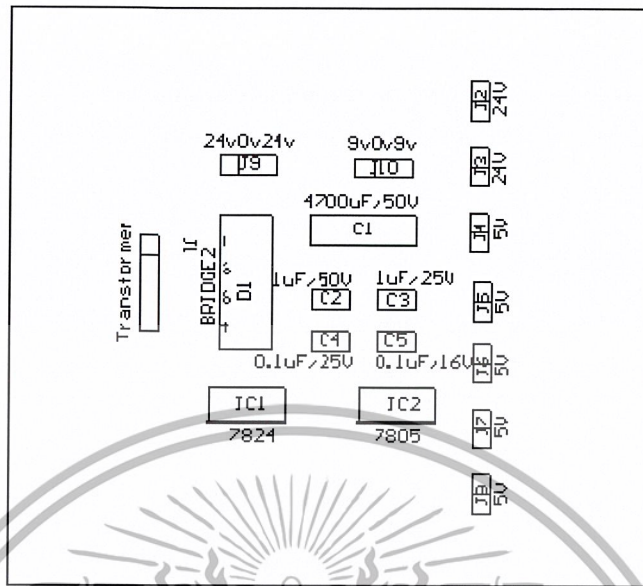 J2
24V
24v0v24v
9v0v9v
J9
J10
J3
24V
4700uF/50V
C1
J4
5V
Transtormer
BRIDGE2
D1
1uF/50V
1uF/25V
C2
C3
J5
5V
C4
C5
0.1uF/25V
0.1uF/16V
J6
5V
IC1
IC2
7824
7805
J7
5V
J8
5V